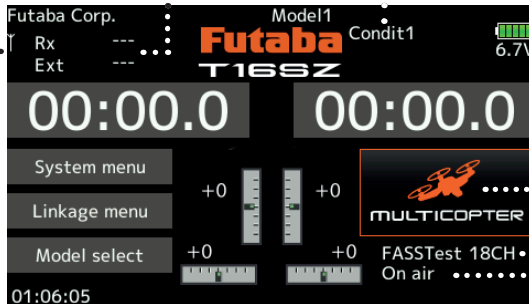 Futaba Corp.
Model1
Rx ---
Ext ---
Futaba
T16SZ
Condit1
6.7V
00:00.0
00:00.0
System menu
Linkage menu
Model select
+0
+0
+0
+0
MULTICOPTER
FASSTest 18CH
On air
01:06:05